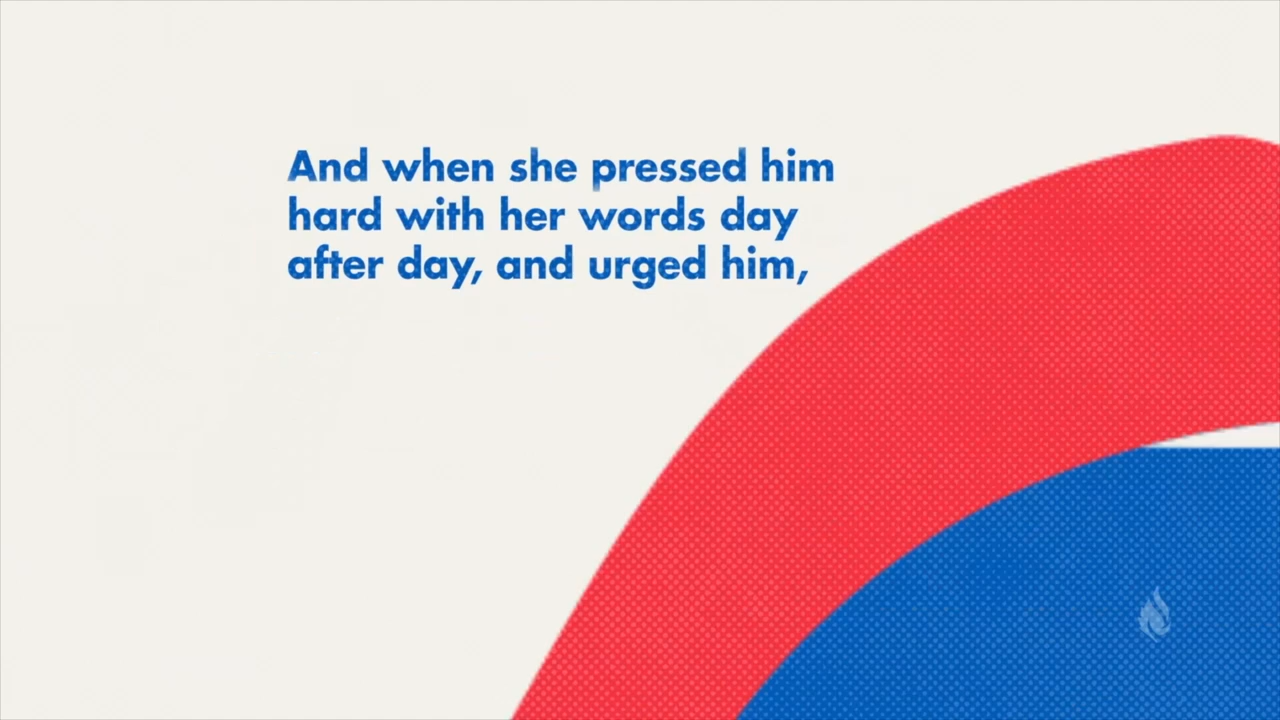 And when she pressed him
hard with her words day
after day, and urged him,